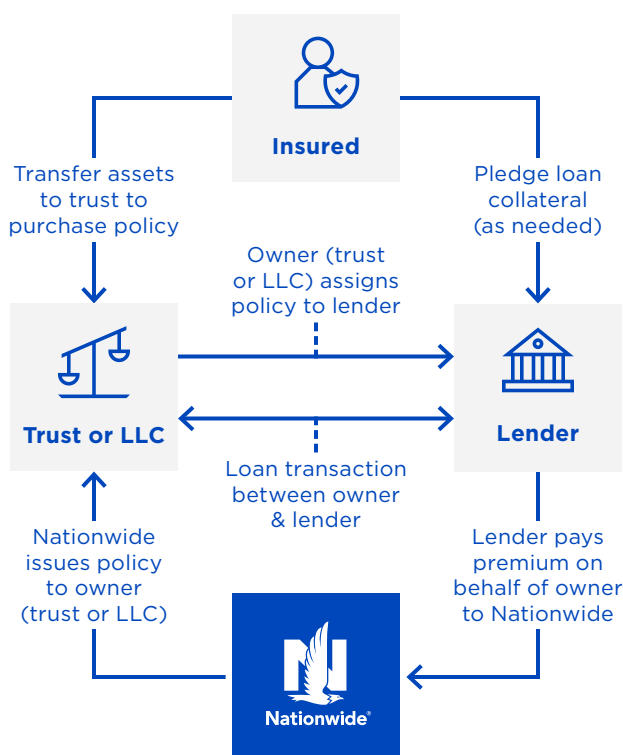 Insured
Transfer assets
to trust to
purchase policy
Pledge loan
collateral
(as needed)
Owner (trust
or LLC) assigns
policy to lender
Trust or LLC
Lender
Loan transaction
between owner
& lender
Nationwide
issues policy
to owner
(trust or LLC)
Lender pays
premium on
behalf of owner
to Nationwide
N
Nationwide®